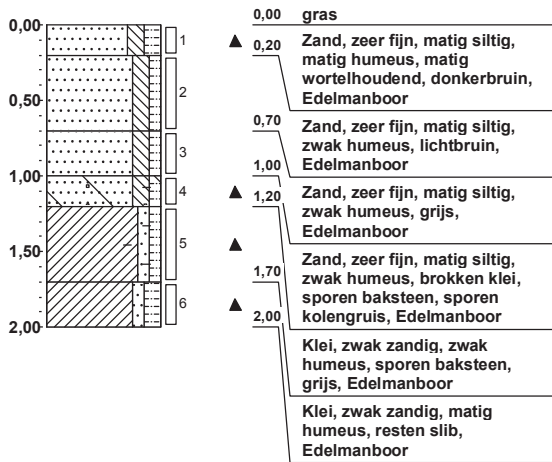 0,00
0,50
1,00
1,50
2,00
1
2
3
4
5
6
0,00 gras
0,20 Zand, zeer fijn, matig siltig,
matig humeus, matig
wortelhoudend, donkerbruin,
Edelmanboor
0,70 Zand, zeer fijn, matig siltig,
zwak humeus, lichtbruin,
Edelmanboor
1,00
1,20 Zand, zeer fijn, matig siltig,
zwak humeus, grijs,
Edelmanboor
Zand, zeer fijn, matig siltig,
zwak humeus, brokken klei,
1,70 sporen baksteen, sporen
kolengruis, Edelmanboor
2,00
Klei, zwak zandig, zwak
humeus, sporen baksteen,
grijs, Edelmanboor
Klei, zwak zandig, matig
humeus, resten slib,
Edelmanboor